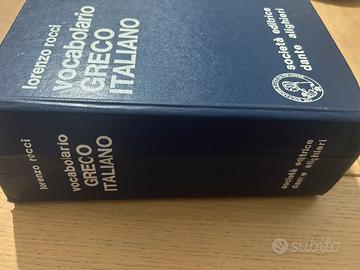 lorenzo rocci
vocabolario
GRECO
ITALIANO
società editrice
dante alighieri
lorenzo rocci
vocabolario
GRECO
ITALIANO
società editrice
dante alighieri
subito